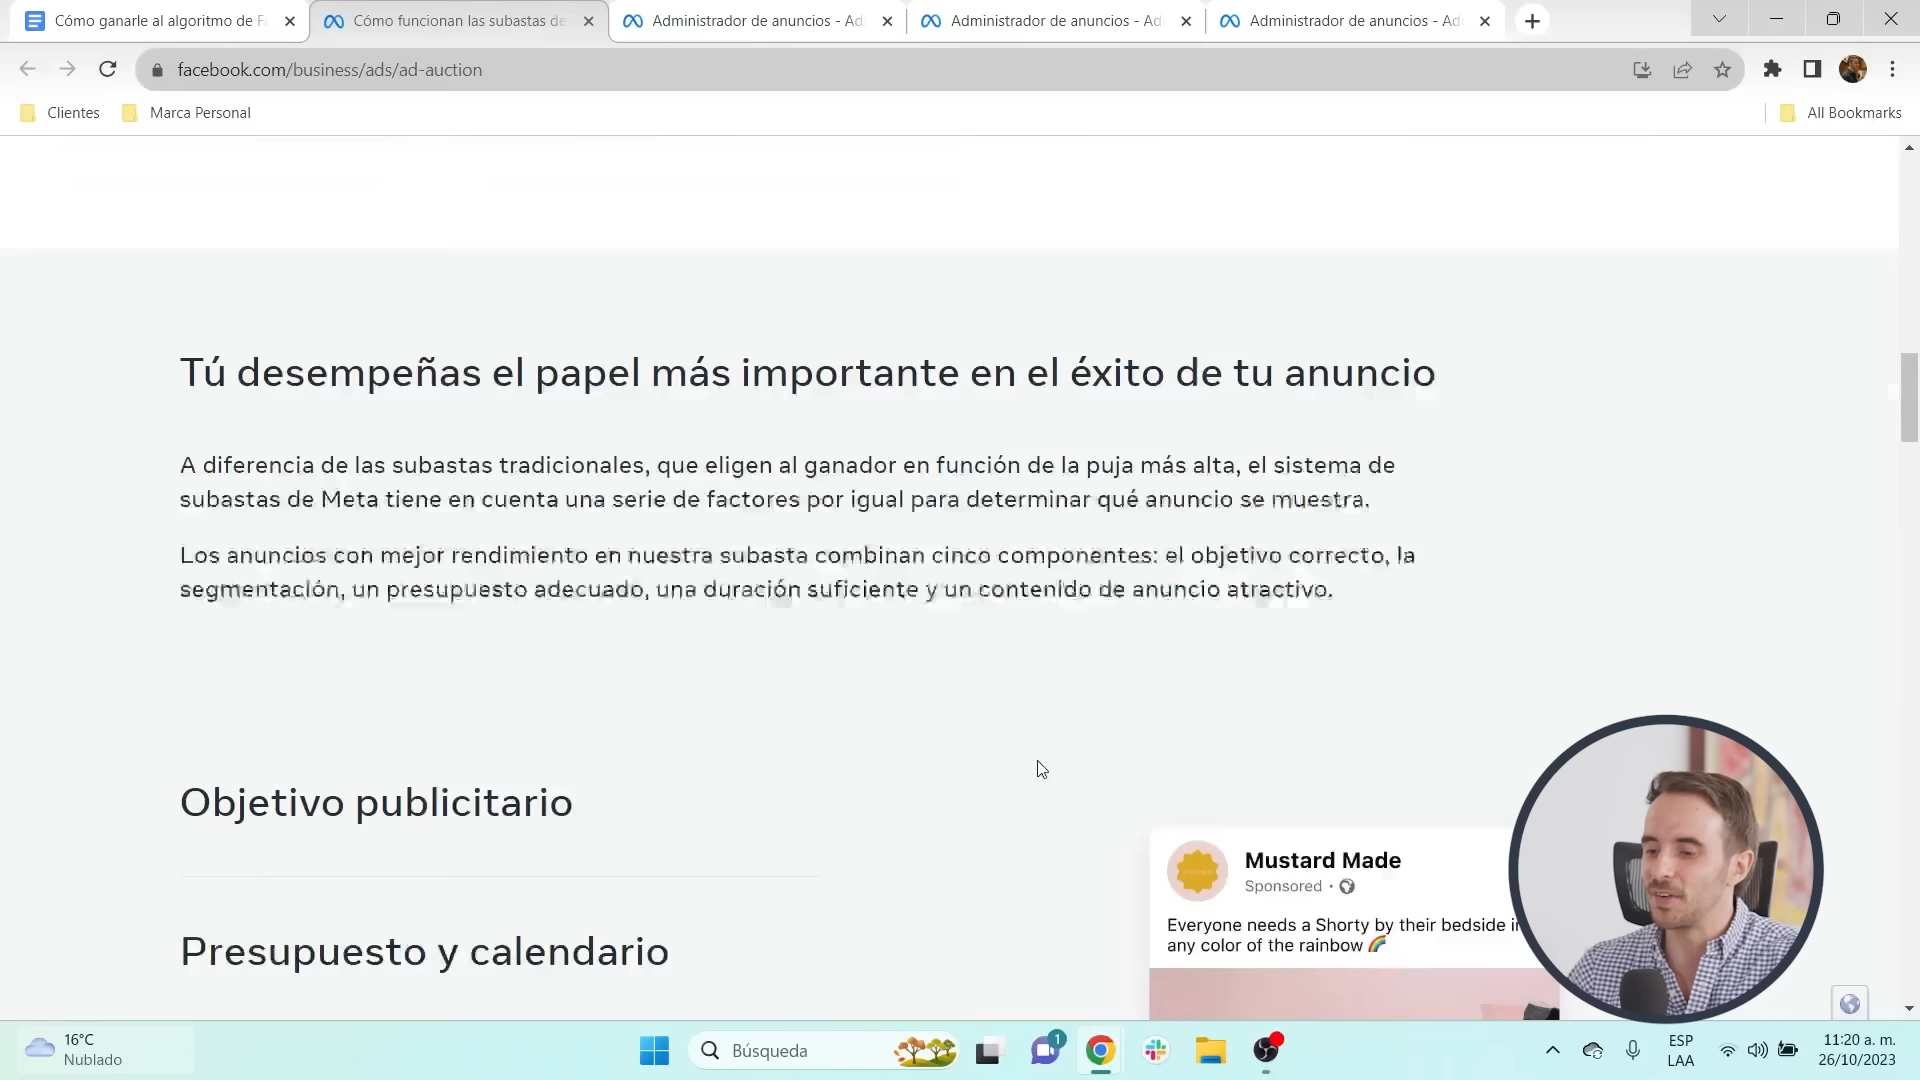 Cómo ganarle al algoritmo de Fa
Cómo funcionan las subastas de
Administrador de anuncios - Ad
Administrador de anuncios - Ad
Administrador de anuncios - Ad
facebook.com/business/ads/ad-auction
Clientes
Marca Personal
All Bookmarks
Tú desempeñas el papel más importante en el éxito de tu anuncio
A diferencia de las subastas tradicionales, que eligen al ganador en función de la puja más alta, el sistema de
subastas de Meta tiene en cuenta una serie de factores por igual para determinar qué anuncio se muestra.
Los anuncios con mejor rendimiento en nuestra subasta combinan cinco componentes: el objetivo correcto, la
segmentación, un presupuesto adecuado, una duración suficiente y un contenido de anuncio atractivo.
Objetivo publicitario
Presupuesto y calendario
Mustard Made
Sponsored •
Everyone needs a Shorty by their bedside in
any color of the rainbow 🌈
16°C
Nublado
Búsqueda
1
ESP
LAA
11:20 a. m.
26/10/2023